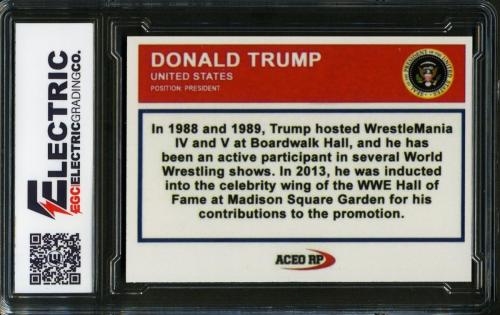 DONALD TRUMP
UNITED STATES
POSITION: PRESIDENT
In 1988 and 1989, Trump hosted WrestleMania
IV and V at Boardwalk Hall, and he has
been an active participant in several World
Wrestling shows. In 2013, he was inducted
into the celebrity wing of the WWE Hall of
Fame at Madison Square Garden for his
contributions to the promotion.
ACEO RP
ELECTRIC
EGC|ELECTRICGRADINGCO.